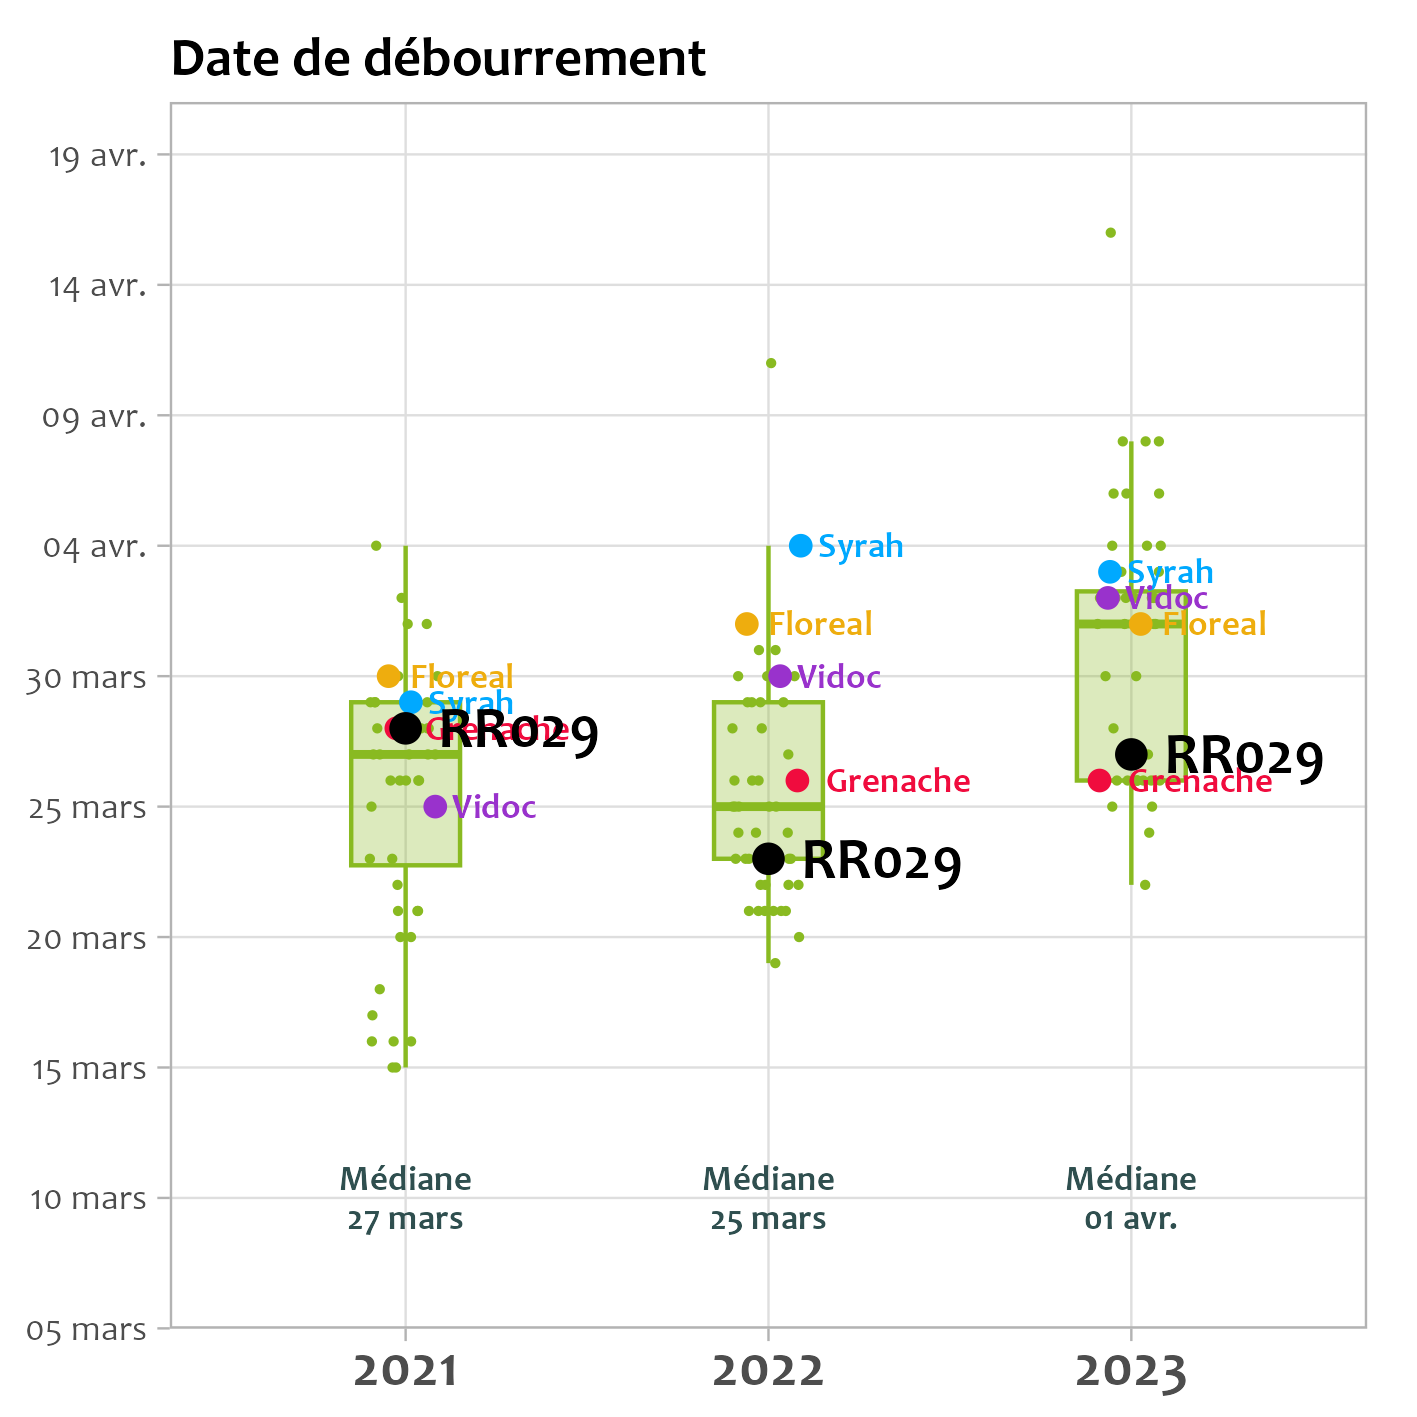 Date de débourrement
19 avr.
14 avr.
09 avr.
04 avr.
30 mars
25 mars
20 mars
15 mars
10 mars
05 mars
Floreal
Syrah
Grenache
RR029
Vidoc
Médiane
27 mars
Syrah
Floreal
Vidoc
Grenache
RR029
Médiane
25 mars
Syrah
Vidoc
Floreal
RR029
Grenache
Médiane
01 avr.
2021
2022
2023